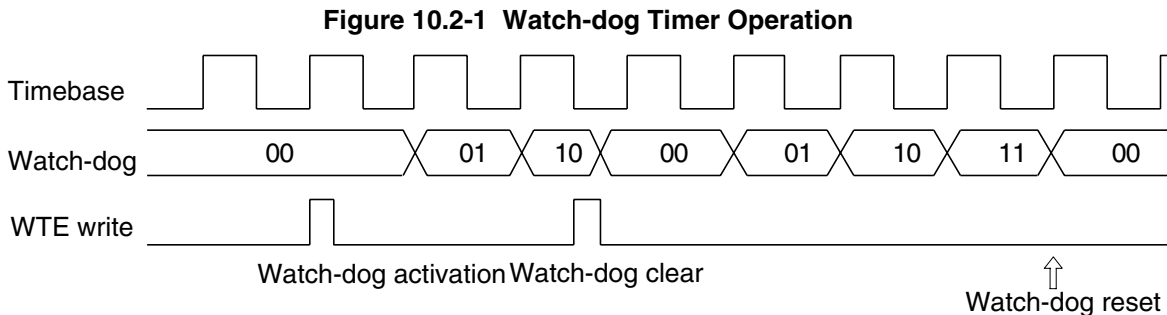 Figure 10.2-1 Watch-dog Timer Operation
Timebase
Watch-dog 00 01 10 00 01 10 11 00
WTE write
Watch-dog activation Watch-dog clear
Watch-dog reset